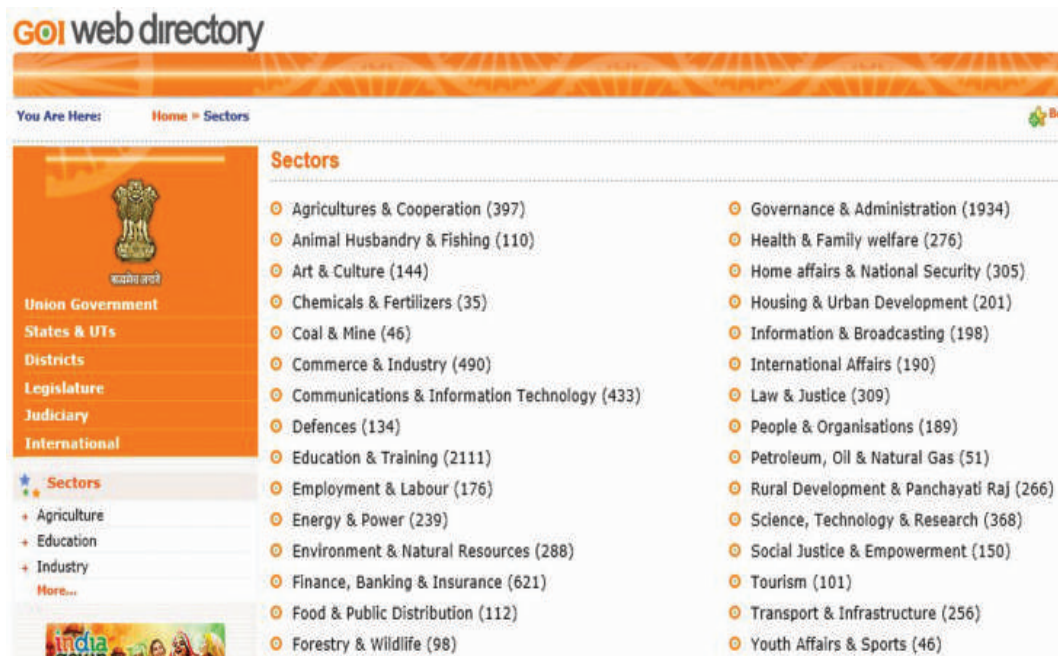 GOI web directory
You Are Here: Home » Sectors
सत्यमेव जयते
Union Government
States & UTs
Districts
Legislature
Judiciary
International
Sectors
+ Agriculture
+ Education
+ Industry
More...
india
Sectors
Agricultures & Cooperation (397)
Animal Husbandry & Fishing (110)
Art & Culture (144)
Chemicals & Fertilizers (35)
Coal & Mine (46)
Commerce & Industry (490)
Communications & Information Technology (433)
Defences (134)
Education & Training (2111)
Employment & Labour (176)
Energy & Power (239)
Environment & Natural Resources (288)
Finance, Banking & Insurance (621)
Food & Public Distribution (112)
Forestry & Wildlife (98)
Governance & Administration (1934)
Health & Family welfare (276)
Home affairs & National Security (305)
Housing & Urban Development (201)
Information & Broadcasting (198)
International Affairs (190)
Law & Justice (309)
People & Organisations (189)
Petroleum, Oil & Natural Gas (51)
Rural Development & Panchayati Raj (266)
Science, Technology & Research (368)
Social Justice & Empowerment (150)
Tourism (101)
Transport & Infrastructure (256)
Youth Affairs & Sports (46)